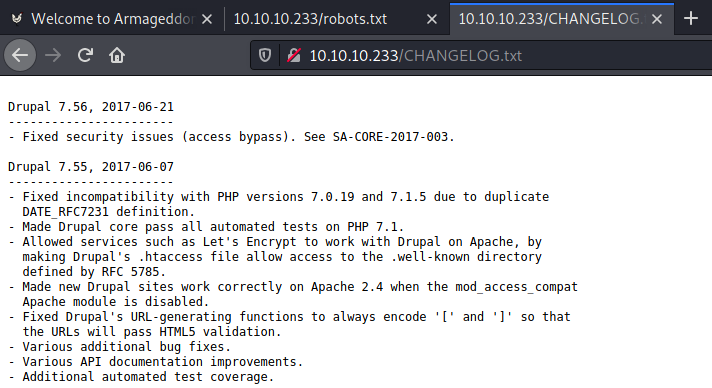 Welcome to Armageddon
10.10.10.233/robots.txt
10.10.10.233/CHANGELOG.
10.10.10.233/CHANGELOG.txt
Drupal 7.56, 2017-06-21
-----------------------
- Fixed security issues (access bypass). See SA-CORE-2017-003.
Drupal 7.55, 2017-06-07
-----------------------
- Fixed incompatibility with PHP versions 7.0.19 and 7.1.5 due to duplicate
DATE_RFC7231 definition.
- Made Drupal core pass all automated tests on PHP 7.1.
- Allowed services such as Let's Encrypt to work with Drupal on Apache, by
making Drupal's .htaccess file allow access to the .well-known directory
defined by RFC 5785.
- Made new Drupal sites work correctly on Apache 2.4 when the mod_access_compat
Apache module is disabled.
- Fixed Drupal's URL-generating functions to always encode '[' and ']' so that
the URLs will pass HTML5 validation.
- Various additional bug fixes.
- Various API documentation improvements.
- Additional automated test coverage.